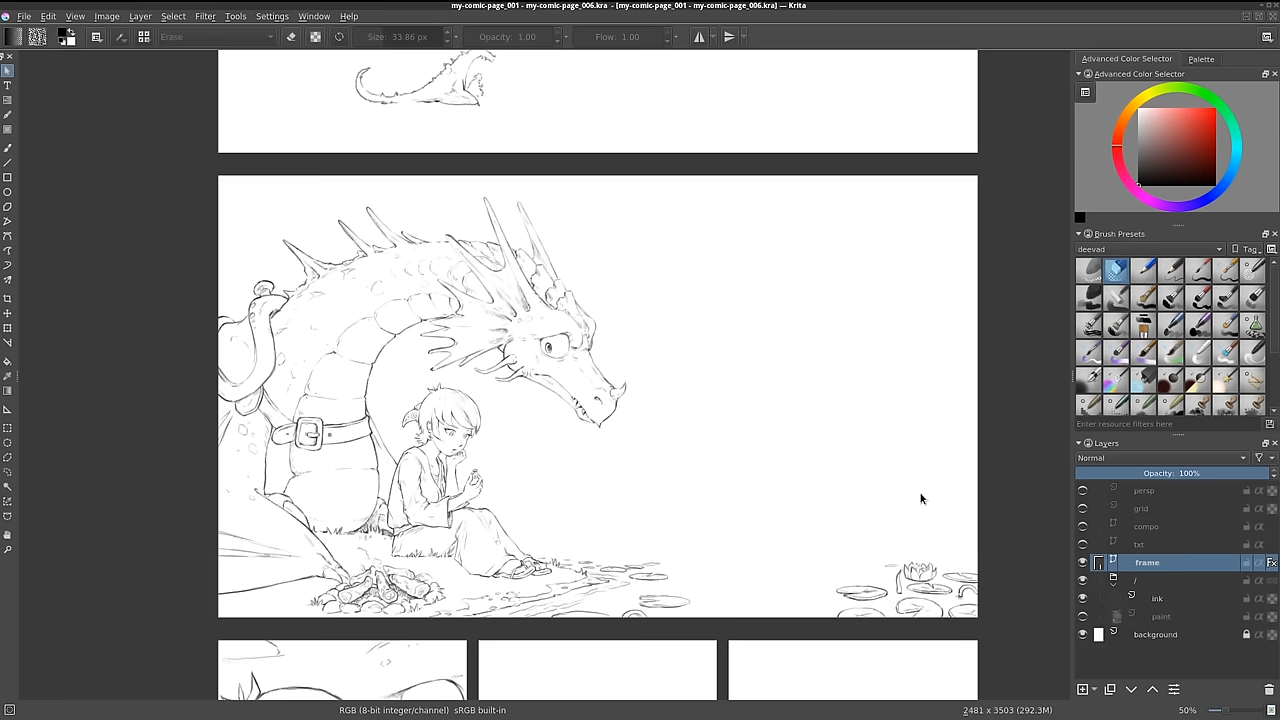 my-comic-page_001 - my-comic-page_006.kra - [my-comic-page_001 - my-comic-page_006.kra] — Krita
File Edit View Image Layer Select Filter Tools Settings Window Help
Erase Size: 33.86 px Opacity: 1.00 Flow: 1.00
Advanced Color Selector Palette
Advanced Color Selector
Brush Presets
deevad Tag
Enter resource filters here
Layers
Normal
Opacity: 100%
persp
grid
compo
txt
frame
/
ink
paint
background
RGB (8-bit integer/channel) sRGB built-in 2481 x 3503 (292.3M) 50%